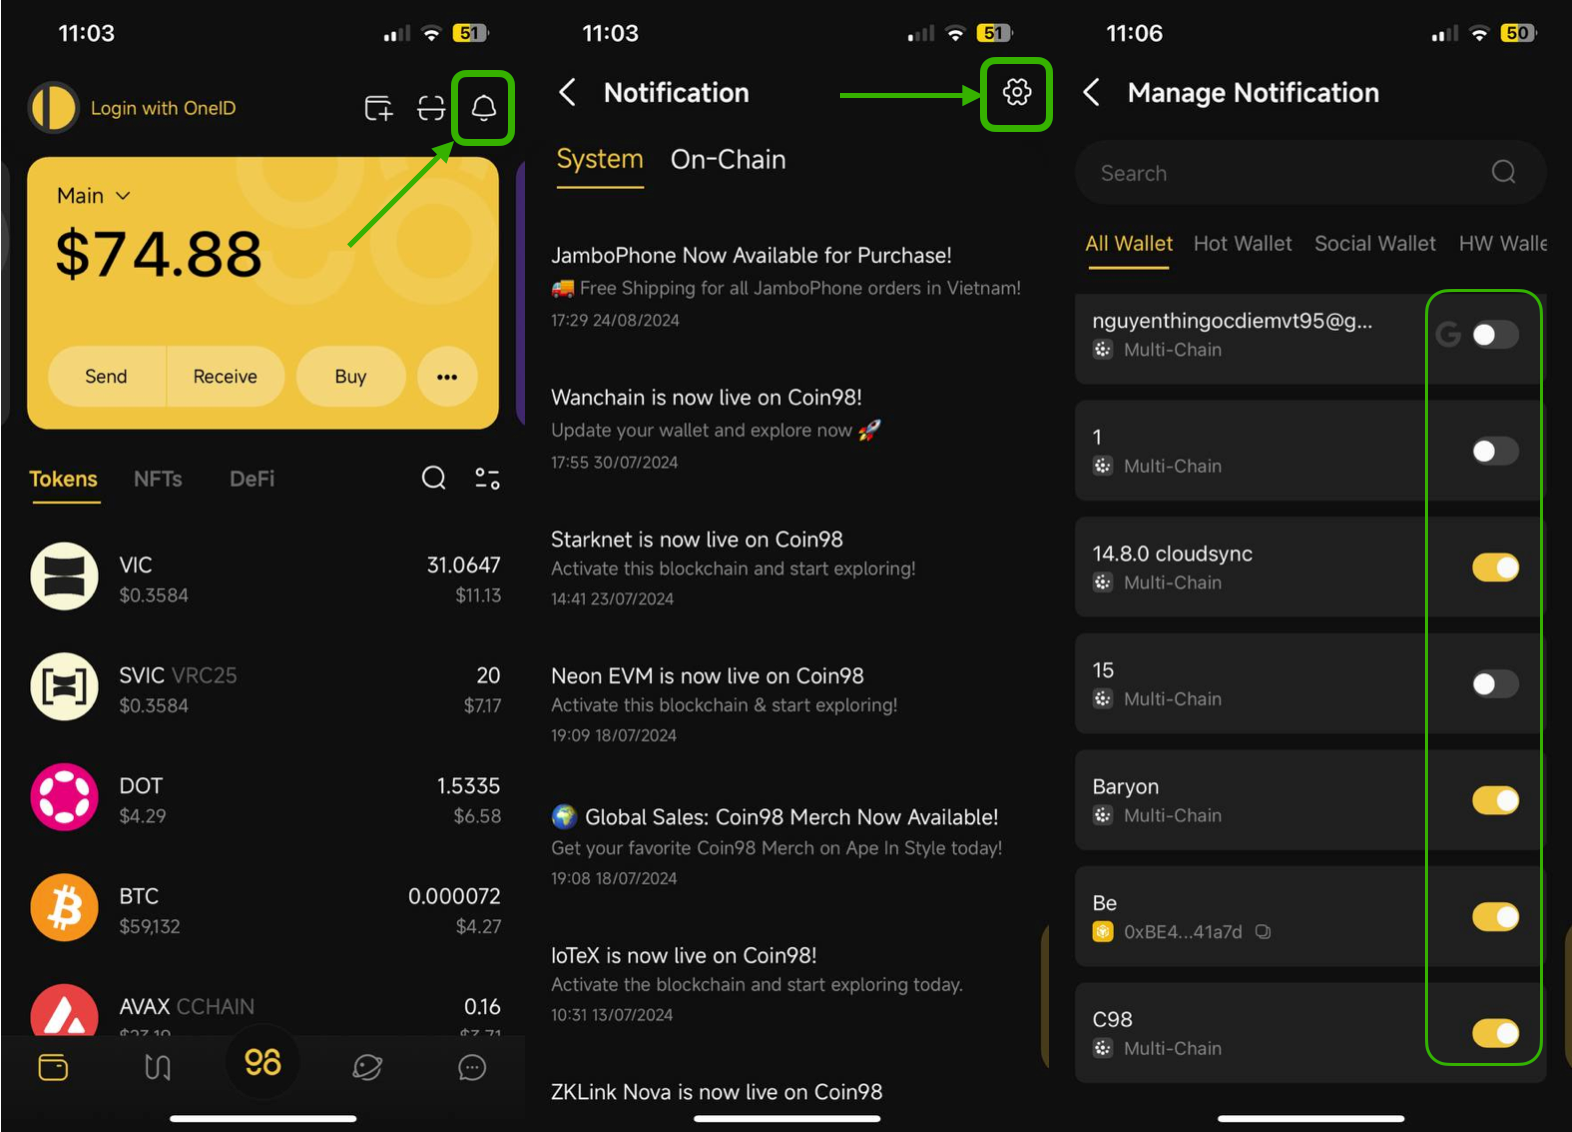 11:03
51
Login with OneID
Main
$74.88
Send
Receive
Buy
Tokens
NFTs
DeFi
VIC
31.0647
$0.3584
$11.13
SVIC VRC25
20
$0.3584
$7.17
DOT
1.5335
$4.29
$6.58
BTC
0.000072
$59,132
$4.27
AVAX CCHAIN
0.16
98
11:03
51
Notification
System
On-Chain
JamboPhone Now Available for Purchase!
🚚 Free Shipping for all JamboPhone orders in Vietnam!
17:29 24/08/2024
Wanchain is now live on Coin98!
Update your wallet and explore now 🚀
17:55 30/07/2024
Starknet is now live on Coin98
Activate this blockchain and start exploring!
14:41 23/07/2024
Neon EVM is now live on Coin98
Activate this blockchain & start exploring!
19:09 18/07/2024
🌍 Global Sales: Coin98 Merch Now Available!
Get your favorite Coin98 Merch on Ape In Style today!
19:08 18/07/2024
IoTeX is now live on Coin98!
Activate the blockchain and start exploring today.
10:31 13/07/2024
ZKLink Nova is now live on Coin98
11:06
50
Manage Notification
Search
All Wallet
Hot Wallet
Social Wallet
HW Walle
nguyenthingocdiemvt95@g...
G
Multi-Chain
1
Multi-Chain
14.8.0 cloudsync
Multi-Chain
15
Multi-Chain
Baryon
Multi-Chain
Be
0xBE4...41a7d
C98
Multi-Chain